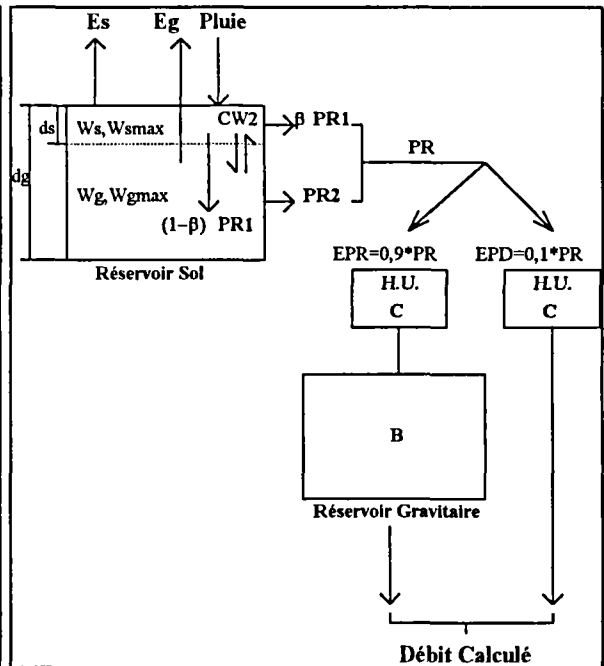 Es Eg Pluie
ds
Ws, Wsmax
CW2
β PR1
PR
dg
Wg, Wgmax
PR2
(1-β) PR1
Réservoir Sol
EPR=0,9*PR
EPD=0,1*PR
H.U.
C
H.U.
C
B
Réservoir Gravitaire
Débit Calculé